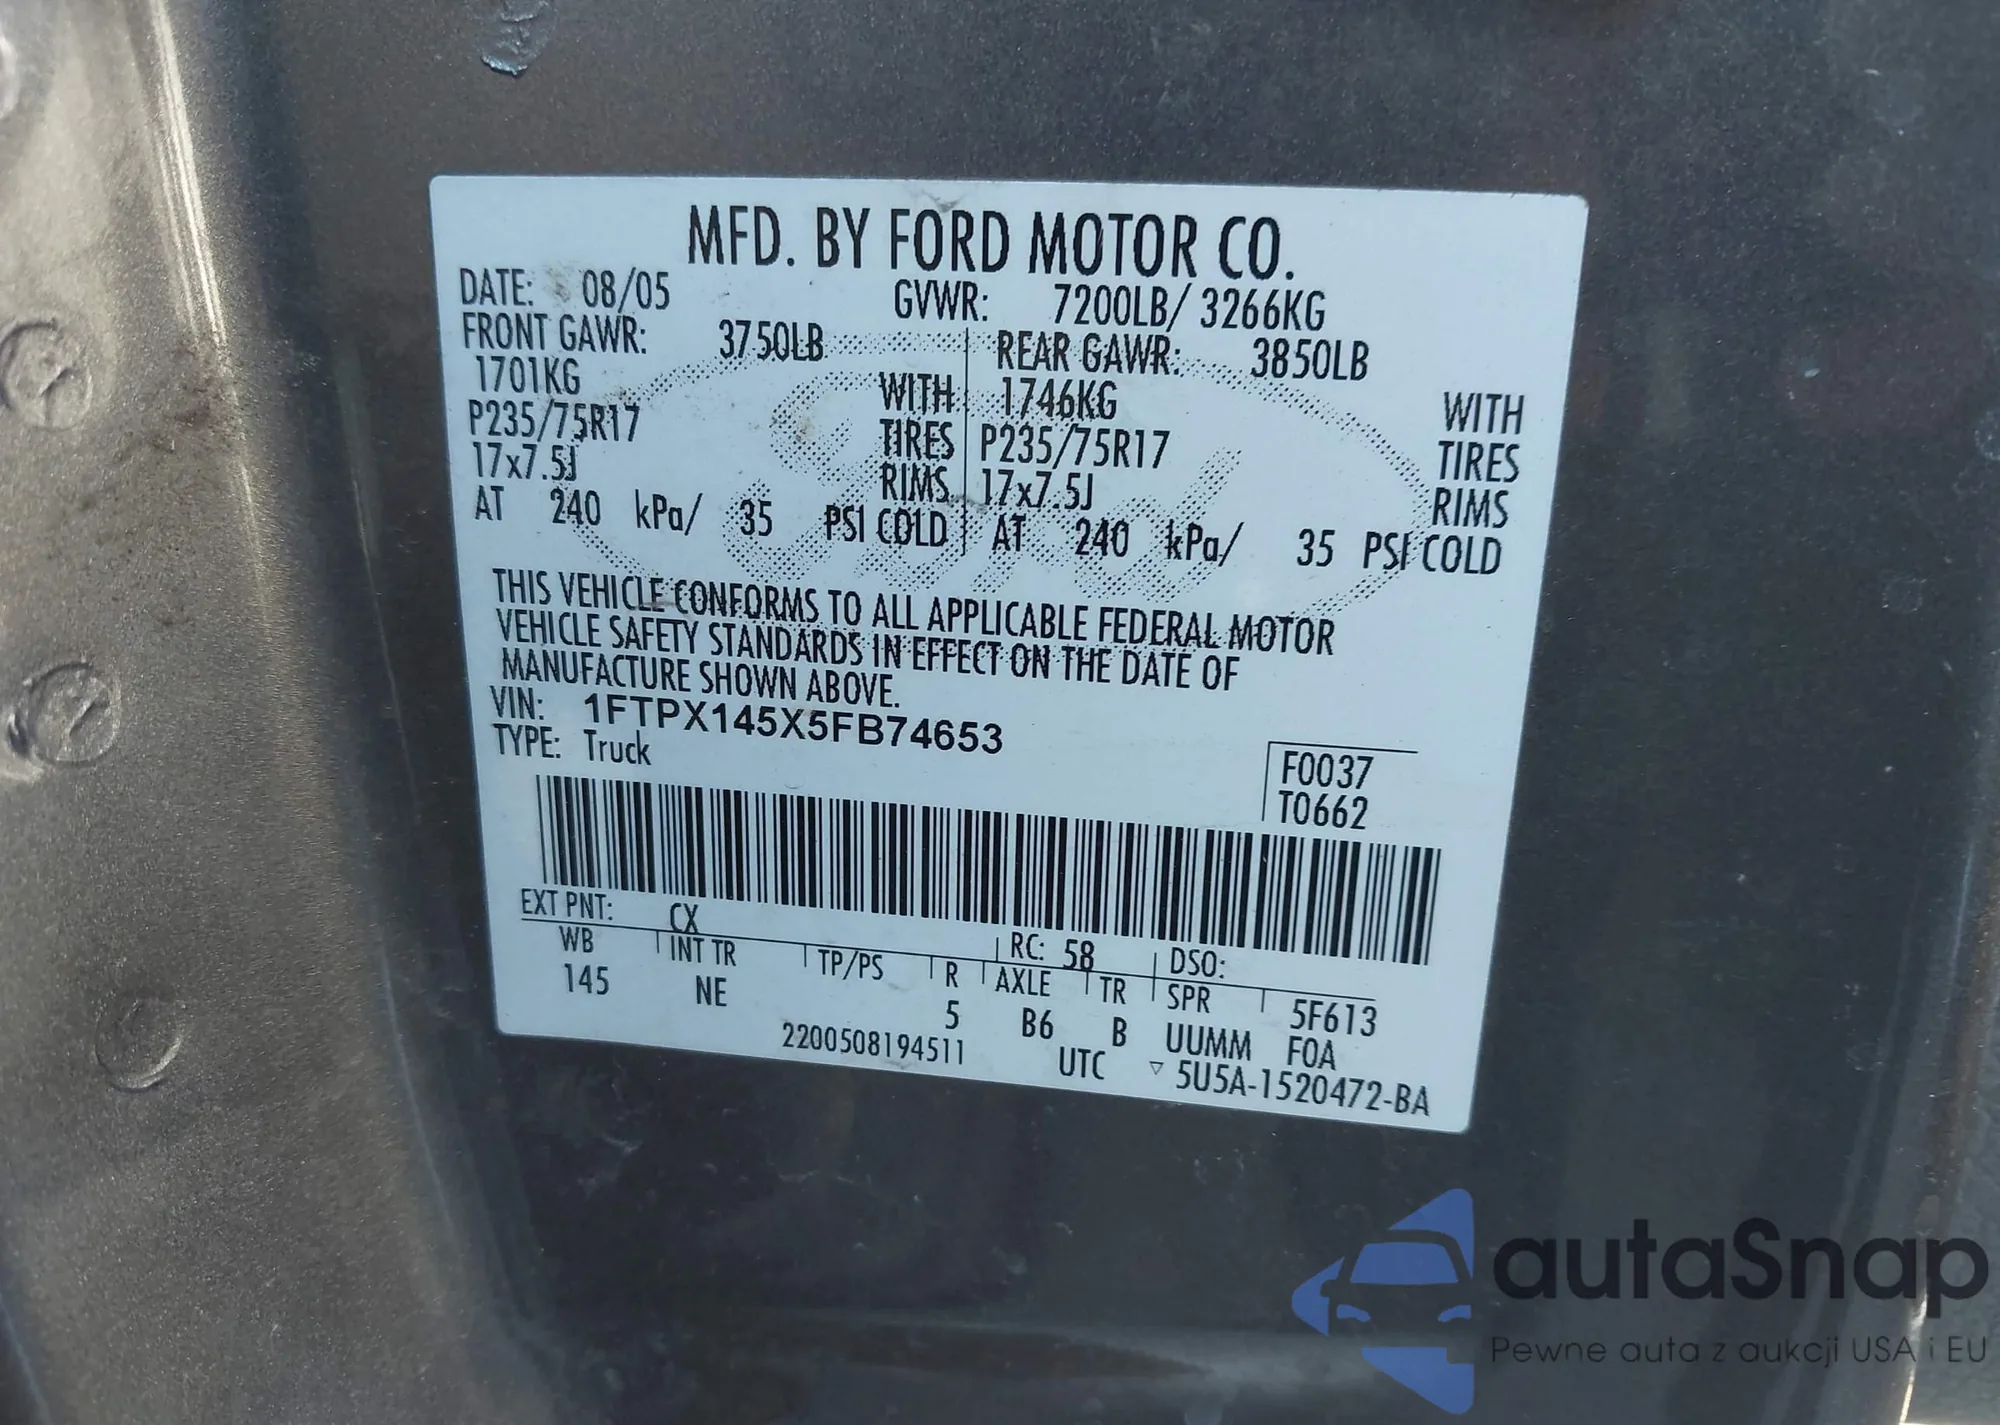 MFD. BY FORD MOTOR CO.
DATE: 08/05 GVWR: 7200LB/ 3266KG
FRONT GAWR: 3750LB REAR GAWR: 3850LB
1701KG WITH 1746KG WITH
P235/75R17 TIRES P235/75R17 TIRES
17x7.5J RIMS 17x7.5J RIMS
AT 240 kPa/ 35 PSI COLD AT 240 kPa/ 35 PSI COLD
THIS VEHICLE CONFORMS TO ALL APPLICABLE FEDERAL MOTOR
VEHICLE SAFETY STANDARDS IN EFFECT ON THE DATE OF
MANUFACTURE SHOWN ABOVE.
VIN: 1FTPX145X5FB74653
TYPE: Truck
F0037
T0662
EXT PNT: CX RC: 58 DSO:
WB INT TR TP/PS R AXLE TR SPR 5F613
145 NE 5 B6 B UUMM FOA
2200508194511 UTC ▽ 5U5A-1520472-BA
Ford
autaSnap
Pewne auta z aukcji USA i EU